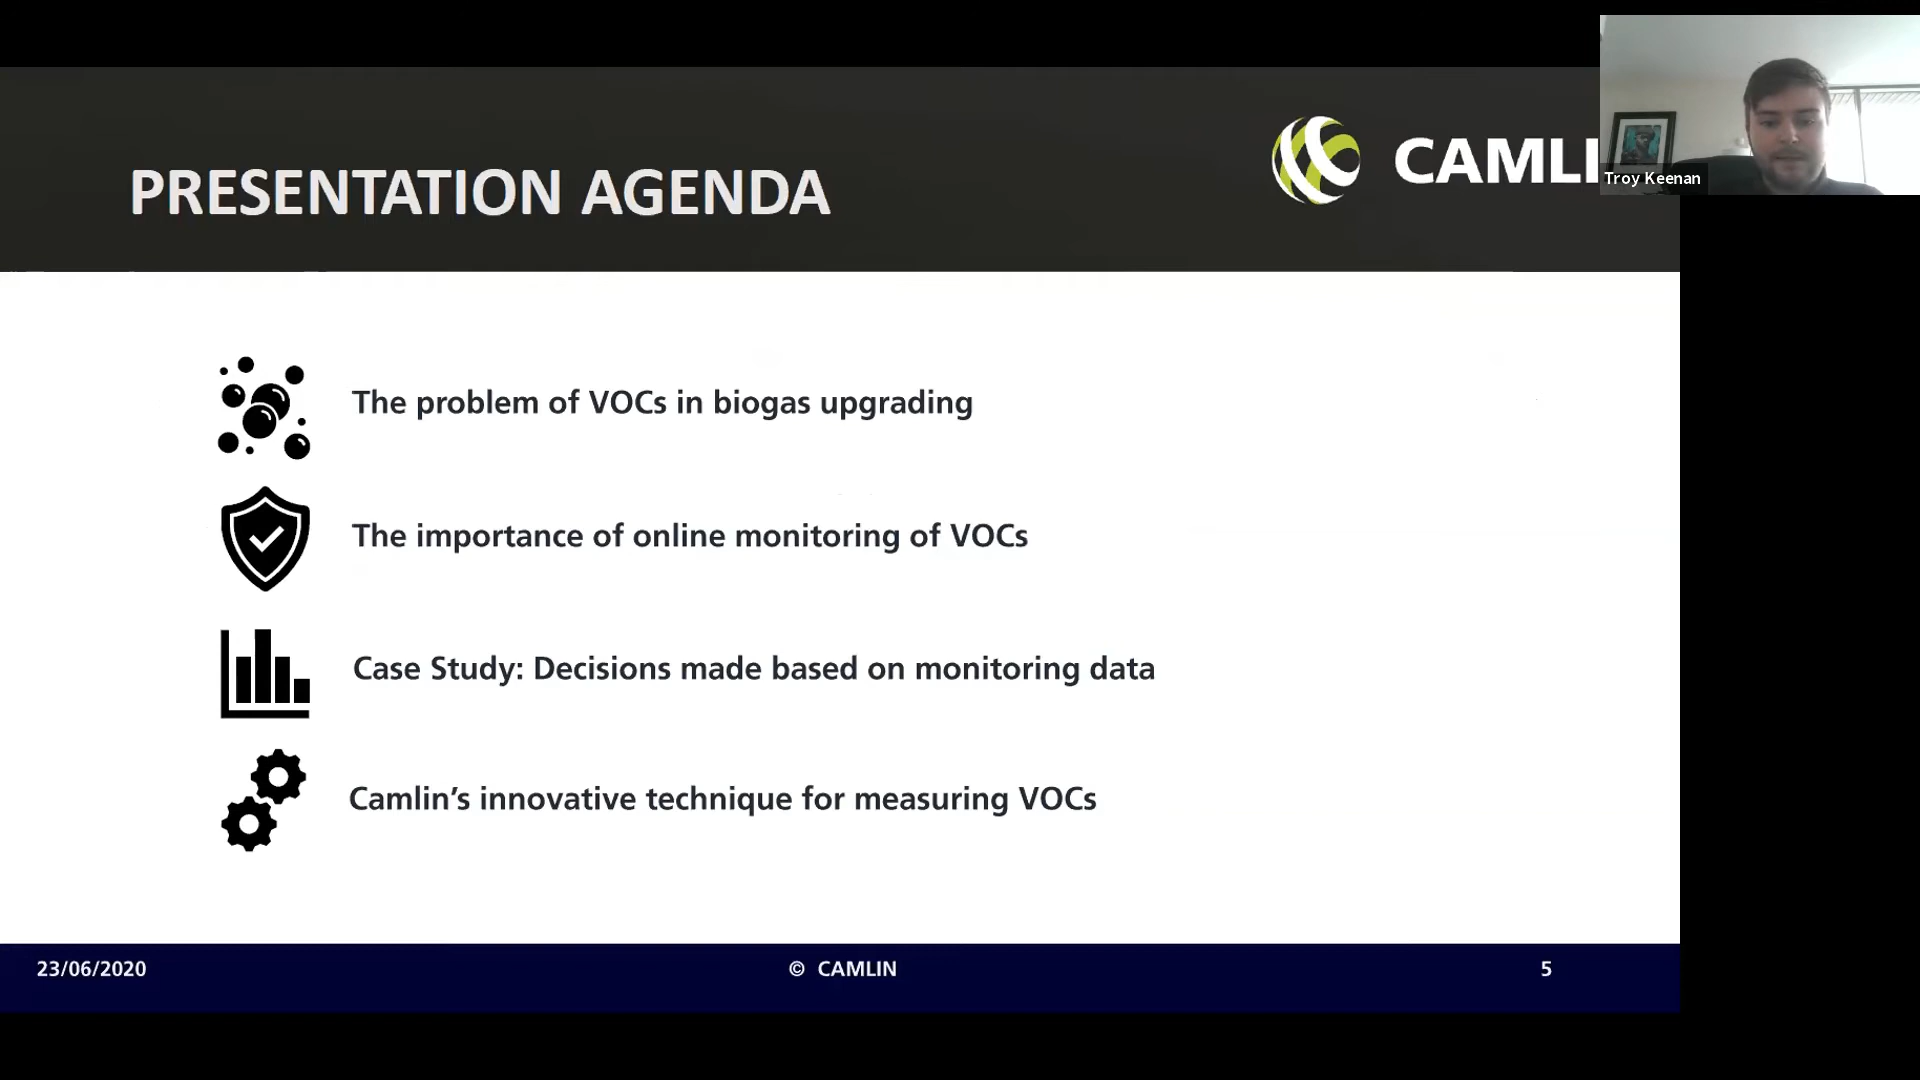 PRESENTATION AGENDA
CAMLI
Troy Keenan
The problem of VOCs in biogas upgrading
The importance of online monitoring of VOCs
Case Study: Decisions made based on monitoring data
Camlin’s innovative technique for measuring VOCs
23/06/2020
© CAMLIN
5